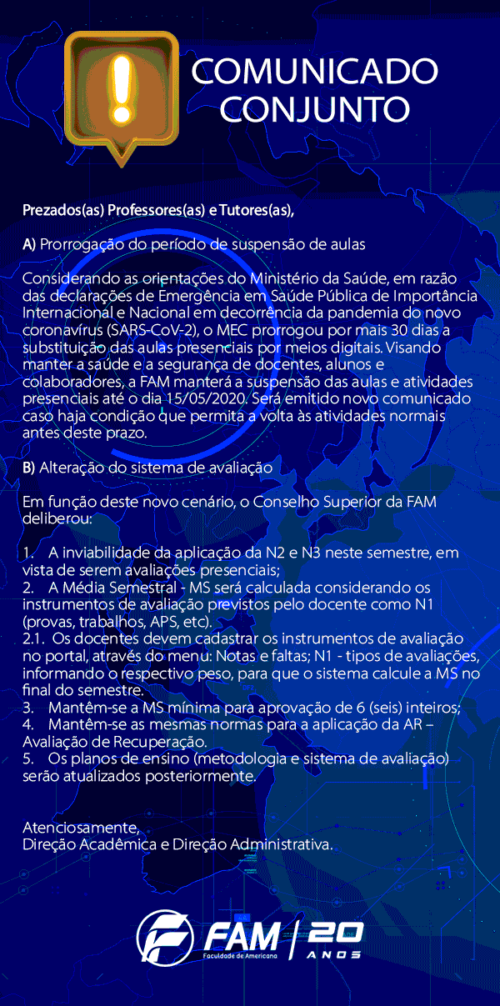 COMUNICADO
CONJUNTO
Prezados(as) Professores(as) e Tutores(as),
A) Prorrogação do período de suspensão de aulas
Considerando as orientações do Ministério da Saúde, em razão
das declarações de Emergência em Saúde Pública de Importância
Internacional e Nacional em decorrência da pandemia do novo
coronavírus (SARS-CoV-2), o MEC prorrogou por mais 30 dias a
substituição das aulas presenciais por meios digitais. Visando
manter a saúde e a segurança de docentes, alunos e
colaboradores, a FAM manterá a suspensão das aulas e atividades
presenciais até o dia 15/05/2020. Será emitido novo comunicado
caso haja condição que permita a volta às atividades normais
antes deste prazo.
B) Alteração do sistema de avaliação
Em função deste novo cenário, o Conselho Superior da FAM
deliberou:
1. A inviabilidade da aplicação da N2 e N3 neste semestre, em
vista de serem avaliações presenciais;
2. A Média Semestral - MS será calculada considerando os
instrumentos de avaliação previstos pelo docente como N1
(provas, trabalhos, APS, etc).
2.1. Os docentes devem cadastrar os instrumentos de avaliação
no portal, através do menu: Notas e faltas; N1 - tipos de avaliações,
informando o respectivo peso, para que o sistema calcule a MS no
final do semestre.
3. Mantêm-se a MS mínima para aprovação de 6 (seis) inteiros;
4. Mantêm-se as mesmas normas para a aplicação da AR –
Avaliação de Recuperação.
5. Os planos de ensino (metodologia e sistema de avaliação)
serão atualizados posteriormente.
Atenciosamente,
Direção Acadêmica e Direção Administrativa.
FAM | 20
Faculdade de Americana ANOS